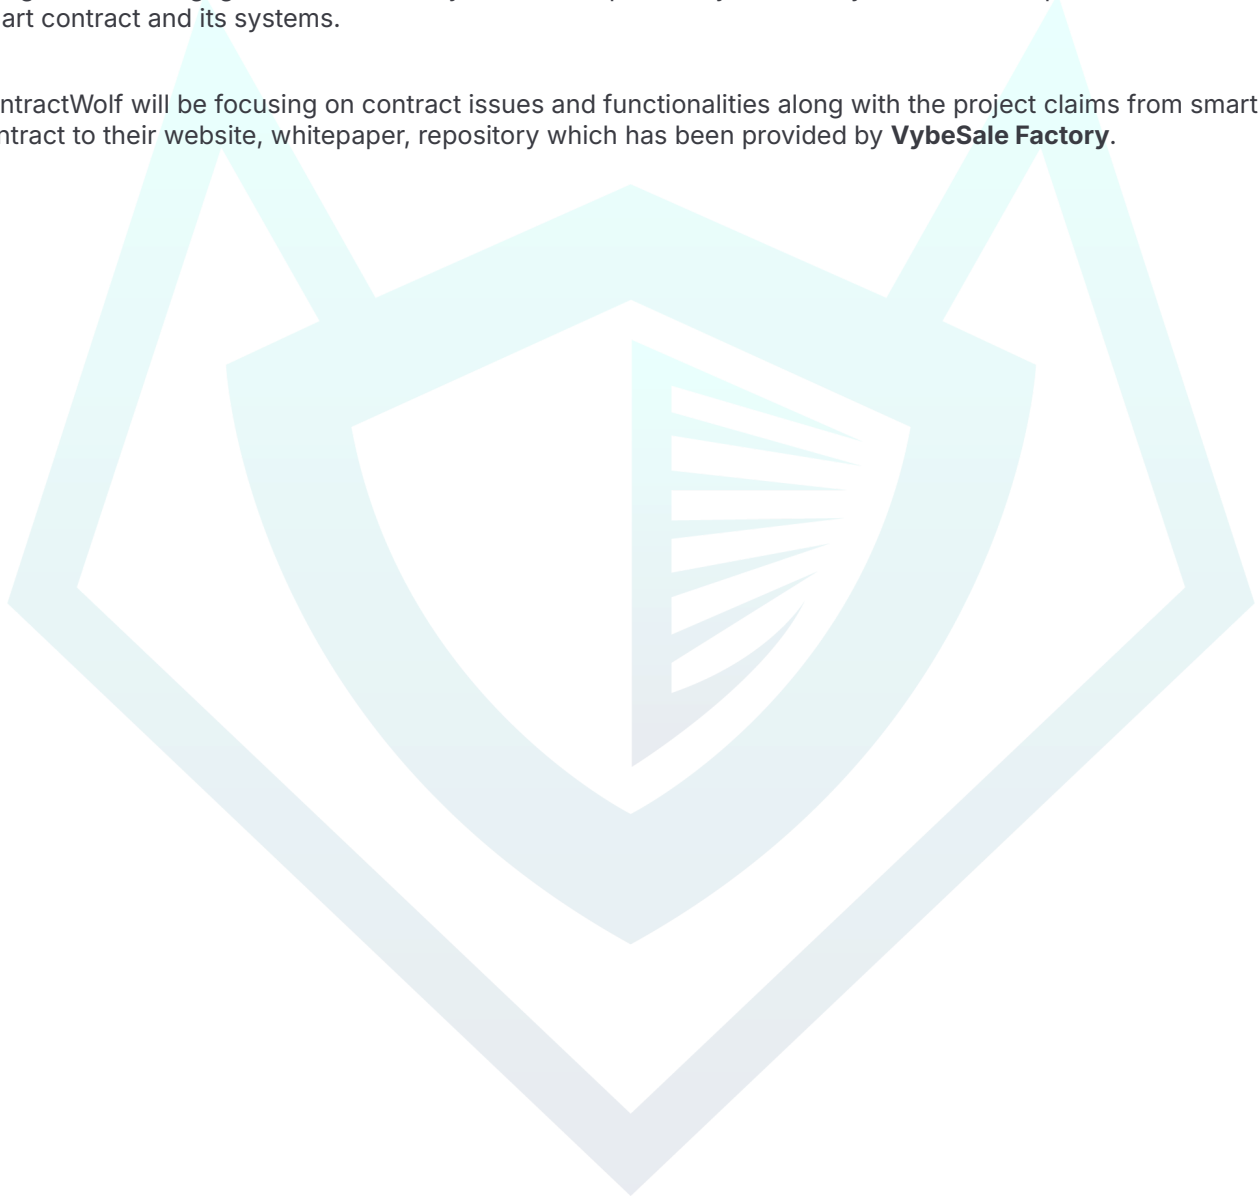 art contract and its systems.
ntractWolf will be focusing on contract issues and functionalities along with the project claims from smart
ntract to their website, whitepaper, repository which has been provided by VybeSale Factory.